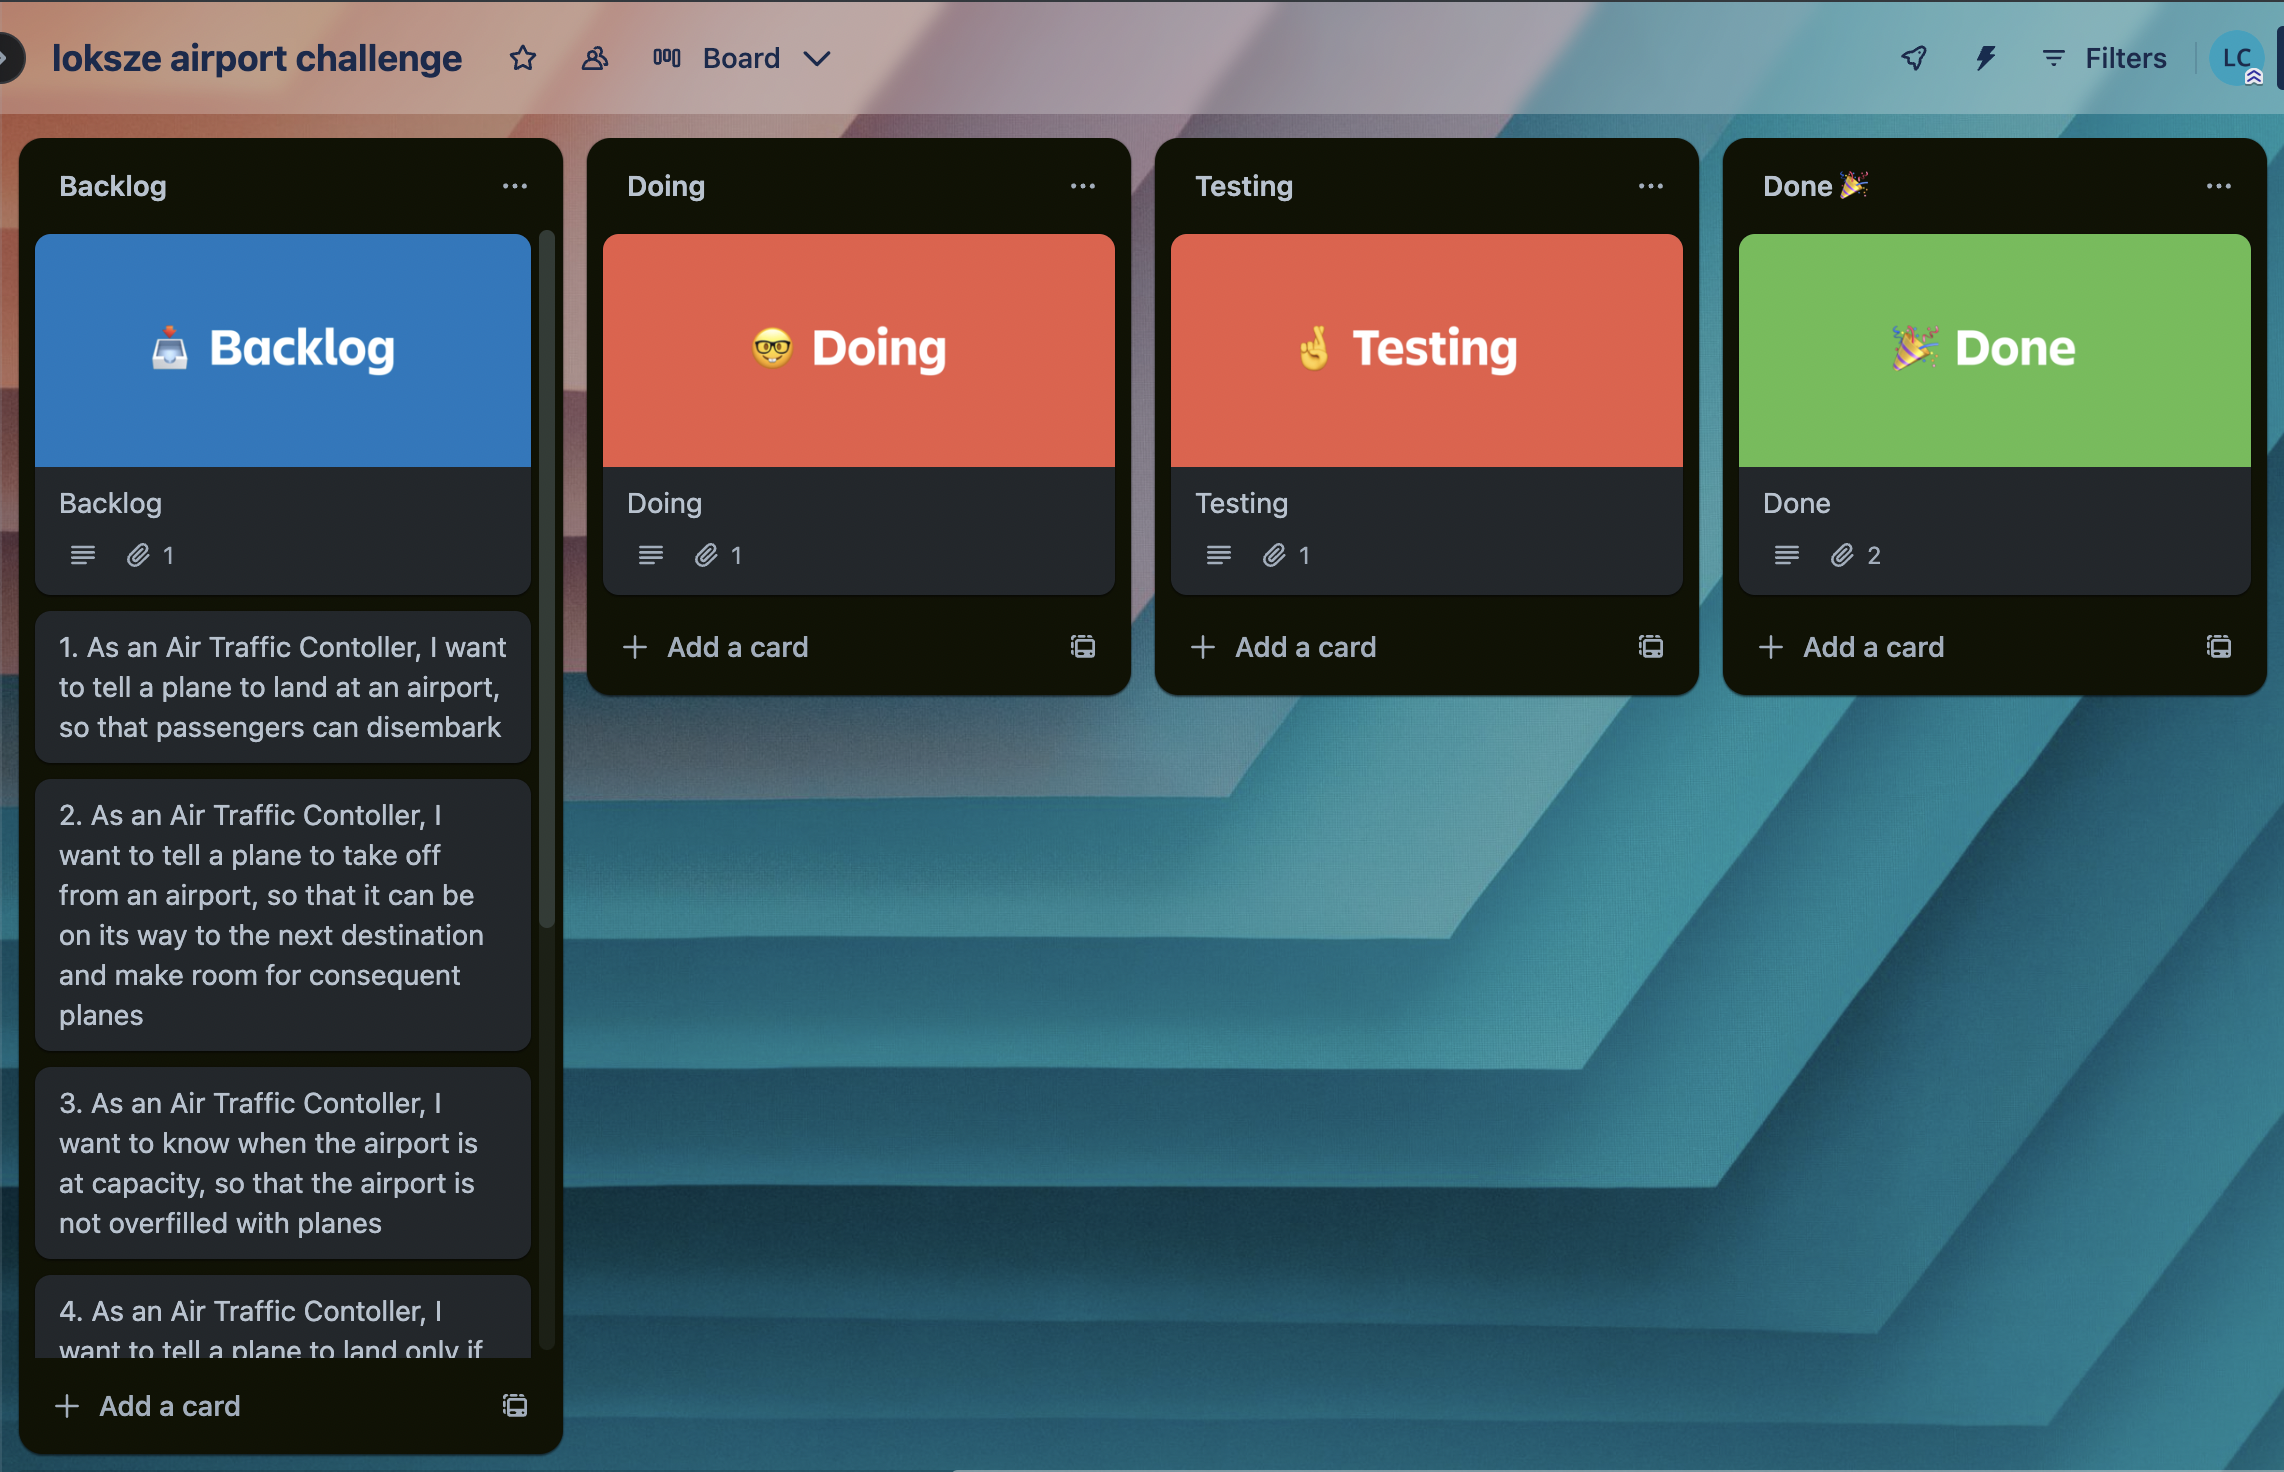 loksze airport challenge
Board
Filters
LC
Backlog
Backlog
Backlog
1
1. As an Air Traffic Contoller, I want
to tell a plane to land at an airport,
so that passengers can disembark
2. As an Air Traffic Contoller, I
want to tell a plane to take off
from an airport, so that it can be
on its way to the next destination
and make room for consequent
planes
3. As an Air Traffic Contoller, I
want to know when the airport is
at capacity, so that the airport is
not overfilled with planes
4. As an Air Traffic Contoller, I
want to tell a plane to land only if
Add a card
Doing
Doing
Doing
1
Add a card
Testing
Testing
Testing
1
Add a card
Done
Done
Done
2
Add a card